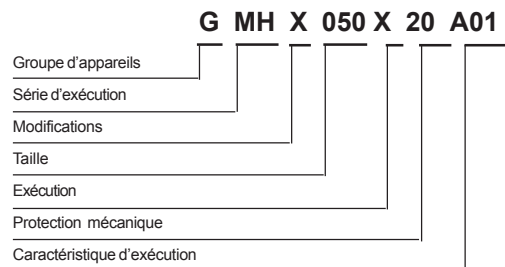 G MH X 050 X 20 A01
Groupe d'appareils
Série d'exécution
Modifications
Taille
Exécution
Protection mécanique
Caractéristique d'exécution